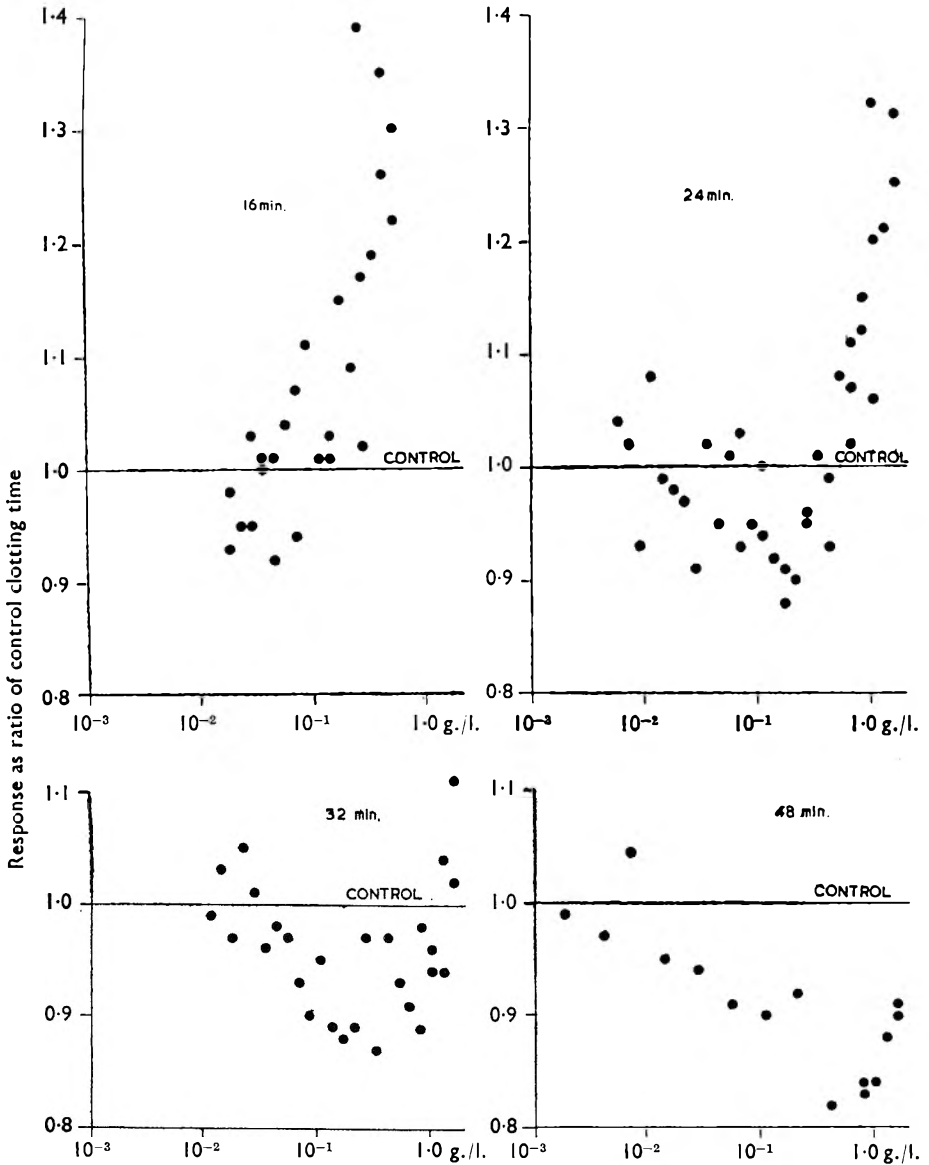 Response as ratio of control clotting time
1·4
1·3
1·2
1·1
1·0
0·9
0·8
16 min.
CONTROL
10⁻³ 10⁻² 10⁻¹ 1·0 g./l.
1·4
1·3
1·2
1·1
1·0
0·9
0·8
24 min.
CONTROL
10⁻³ 10⁻² 10⁻¹ 1·0 g./l.
1·1
1·0
0·9
0·8
32 min.
CONTROL
10⁻³ 10⁻² 10⁻¹ 1·0 g./l.
1·1
1·0
0·9
0·8
48 min.
CONTROL
10⁻³ 10⁻² 10⁻¹ 1·0 g./l.